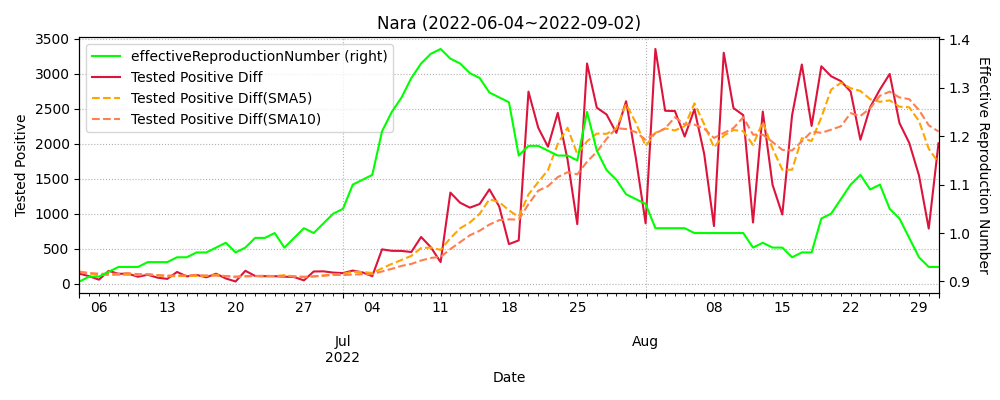 Nara (2022-06-04~2022-09-02)
effectiveReproductionNumber (right)
Tested Positive Diff
Tested Positive Diff(SMA5)
Tested Positive Diff(SMA10)
3500
3000
2500
2000
1500
1000
500
0
Tested Positive
1.4
1.3
1.2
1.1
1.0
0.9
Effective Reproduction Number
06 13 20 27 04 11 18 25 08 15 22 29
Jul Aug
2022
Date